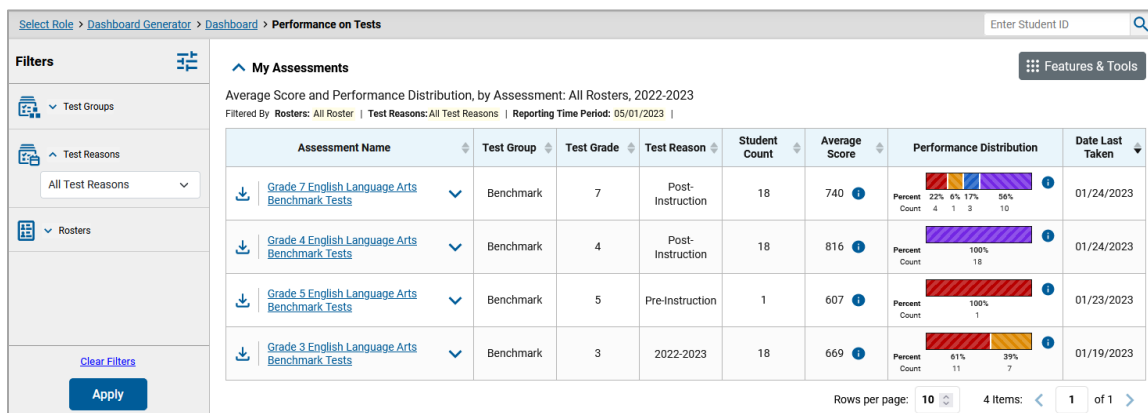 Select Role > Dashboard Generator > Dashboard > Performance on Tests
Enter Student ID
Filters
Test Groups
Test Reasons
All Test Reasons
Rosters
Clear Filters
Apply
My Assessments
Features & Tools
Average Score and Performance Distribution, by Assessment: All Rosters, 2022-2023
Filtered By Rosters: All Roster | Test Reasons:All Test Reasons | Reporting Time Period: 05/01/2023 |
Assessment Name Test Group Test Grade Test Reason Student Count Average Score Performance Distribution Date Last Taken
Grade 7 English Language Arts Benchmark Tests Benchmark 7 Post-Instruction 18 740 01/24/2023
Percent 22% 6% 17% 56%
Count 4 1 3 10
Grade 4 English Language Arts Benchmark Tests Benchmark 4 Post-Instruction 18 816 01/24/2023
Percent 100%
Count 18
Grade 5 English Language Arts Benchmark Tests Benchmark 5 Pre-Instruction 1 607 01/23/2023
Percent 100%
Count 1
Grade 3 English Language Arts Benchmark Tests Benchmark 3 2022-2023 18 669 01/19/2023
Percent 61% 39%
Count 11 7
Rows per page: 10 4 Items: 1 of 1